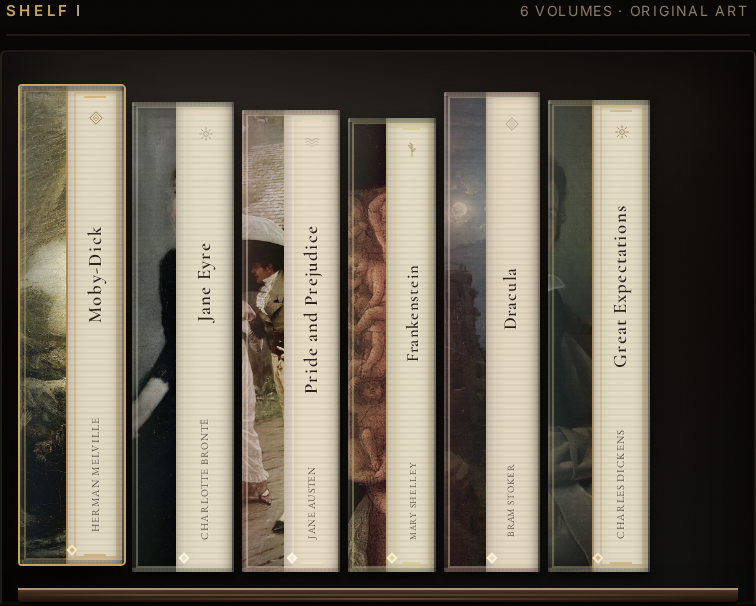 SHELF I
6 VOLUMES · ORIGINAL ART
Moby-Dick
HERMAN MELVILLE
Jane Eyre
CHARLOTTE BRONTË
Pride and Prejudice
JANE AUSTEN
Frankenstein
MARY SHELLEY
Dracula
BRAM STOKER
Great Expectations
CHARLES DICKENS